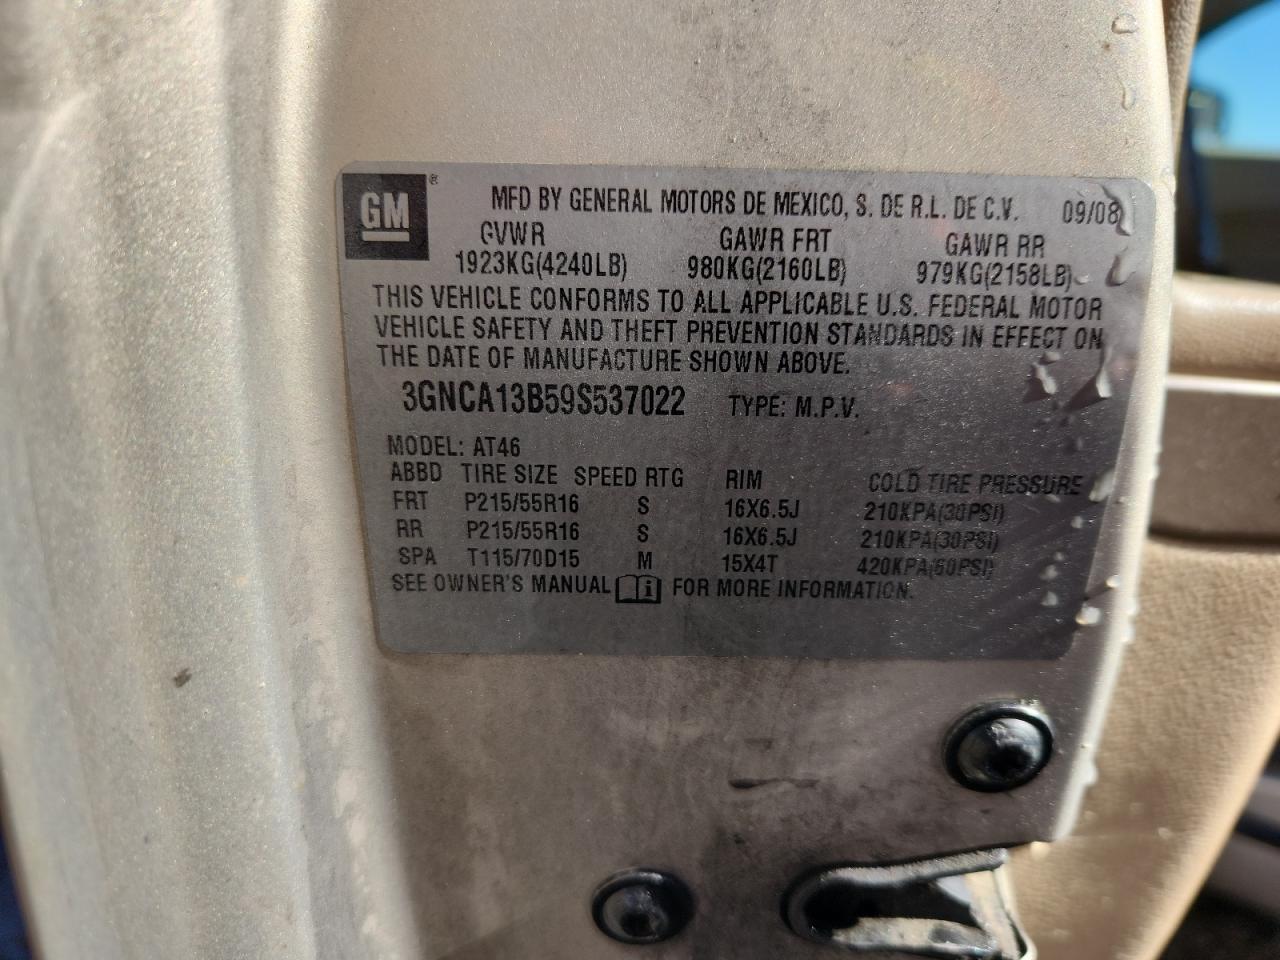 GM®
MFD BY GENERAL MOTORS DE MEXICO, S. DE R.L. DE C.V. 09/08
GVWR GAWR FRT GAWR RR
1923KG(4240LB) 980KG(2160LB) 979KG(2158LB)
THIS VEHICLE CONFORMS TO ALL APPLICABLE U.S. FEDERAL MOTOR
VEHICLE SAFETY AND THEFT PREVENTION STANDARDS IN EFFECT ON
THE DATE OF MANUFACTURE SHOWN ABOVE.
3GNCA13B59S537022 TYPE: M.P.V.
MODEL: AT46
ABBD TIRE SIZE SPEED RTG RIM COLD TIRE PRESSURE
FRT P215/55R16 S 16X6.5J 210KPA(30PSI)
RR P215/55R16 S 16X6.5J 210KPA(30PSI)
SPA T115/70D15 M 15X4T 420KPA(60PSI)
SEE OWNER'S MANUAL i FOR MORE INFORMATION.